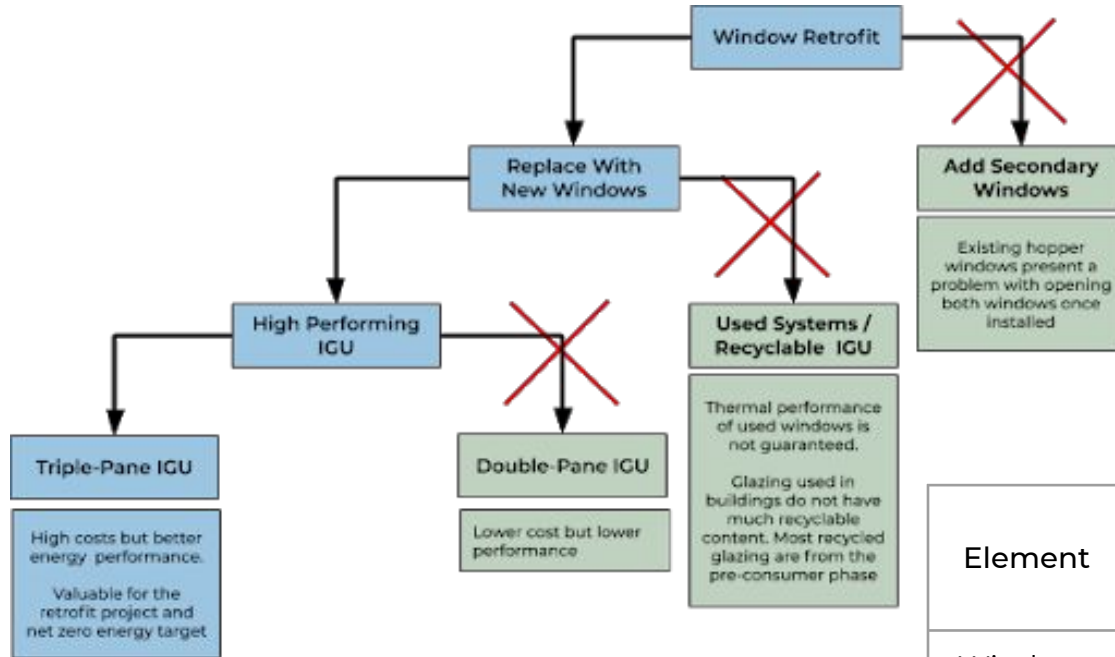 Window Retrofit
Replace With
New Windows
Add Secondary
Windows
Existing hopper
windows present a
problem with opening
both windows once
installed
High Performing
IGU
Used Systems /
Recyclable IGU
Thermal performance
of used windows is
not guaranteed.
Glazing used in
buildings do not have
much recyclable
content. Most recycled
glazing are from the
pre-consumer phase
Triple-Pane IGU
High costs but better
energy performance.
Valuable for the
retrofit project and
net zero energy target
Double-Pane IGU
Lower cost but lower
performance
Element